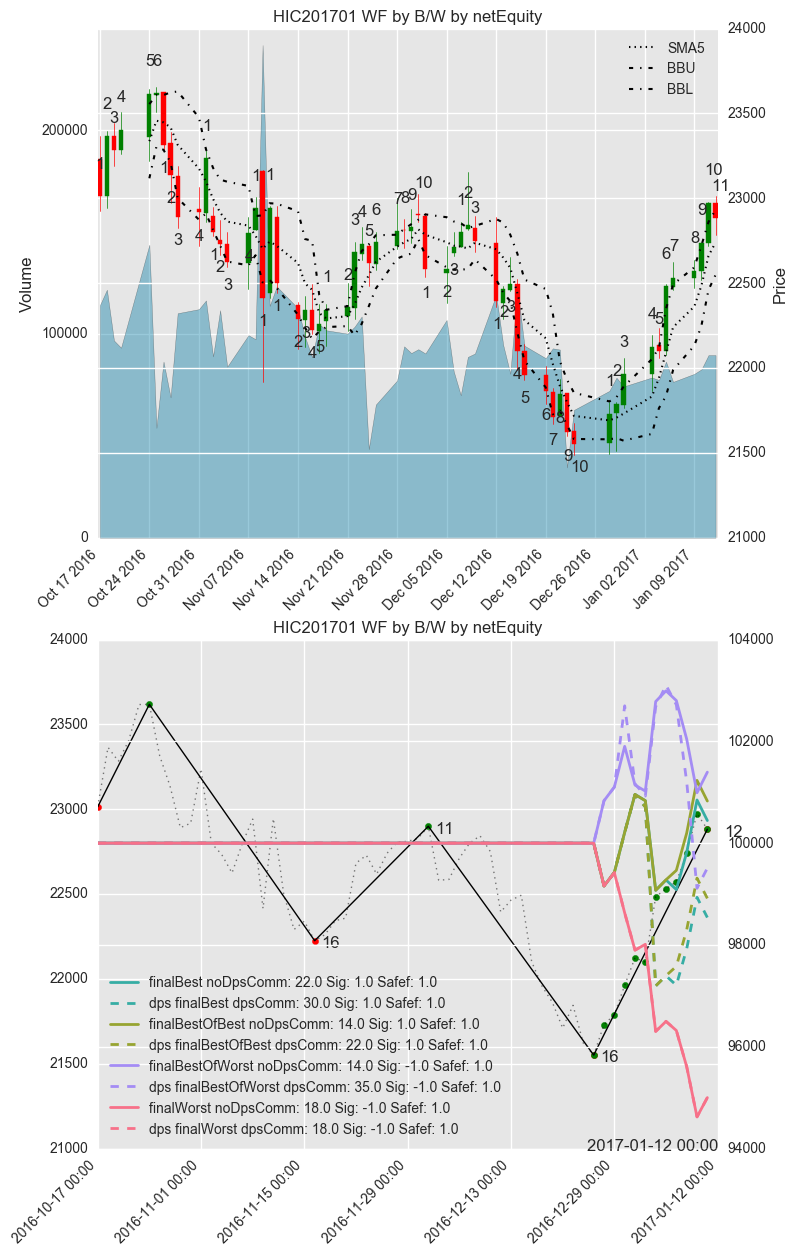 HIC201701 WF by B/W by netEquity
24000
SMA5
BBU
BBL
23500
200000
23000
Volume
22500
Price
100000
22000
21500
0
21000
Oct 17 2016
Oct 24 2016
Oct 31 2016
Nov 07 2016
Nov 14 2016
Nov 21 2016
Nov 28 2016
Dec 05 2016
Dec 12 2016
Dec 19 2016
Dec 26 2016
Jan 02 2017
Jan 09 2017
HIC201701 WF by B/W by netEquity
24000
104000
23500
102000
23000
11
12
100000
22500
16
98000
22000
finalBest noDpsComm: 22.0 Sig: 1.0 Safef: 1.0
dps finalBest dpsComm: 30.0 Sig: 1.0 Safef: 1.0
finalBestOfBest noDpsComm: 14.0 Sig: 1.0 Safef: 1.0
dps finalBestOfBest dpsComm: 22.0 Sig: 1.0 Safef: 1.0
finalBestOfWorst noDpsComm: 14.0 Sig: -1.0 Safef: 1.0
dps finalBestOfWorst dpsComm: 35.0 Sig: -1.0 Safef: 1.0
finalWorst noDpsComm: 18.0 Sig: -1.0 Safef: 1.0
dps finalWorst dpsComm: 18.0 Sig: -1.0 Safef: 1.0
16
96000
21500
2017-01-12 00:00
21000
94000
2016-10-17 00:00
2016-11-01 00:00
2016-11-15 00:00
2016-11-29 00:00
2016-12-13 00:00
2016-12-29 00:00
2017-01-12 00:00